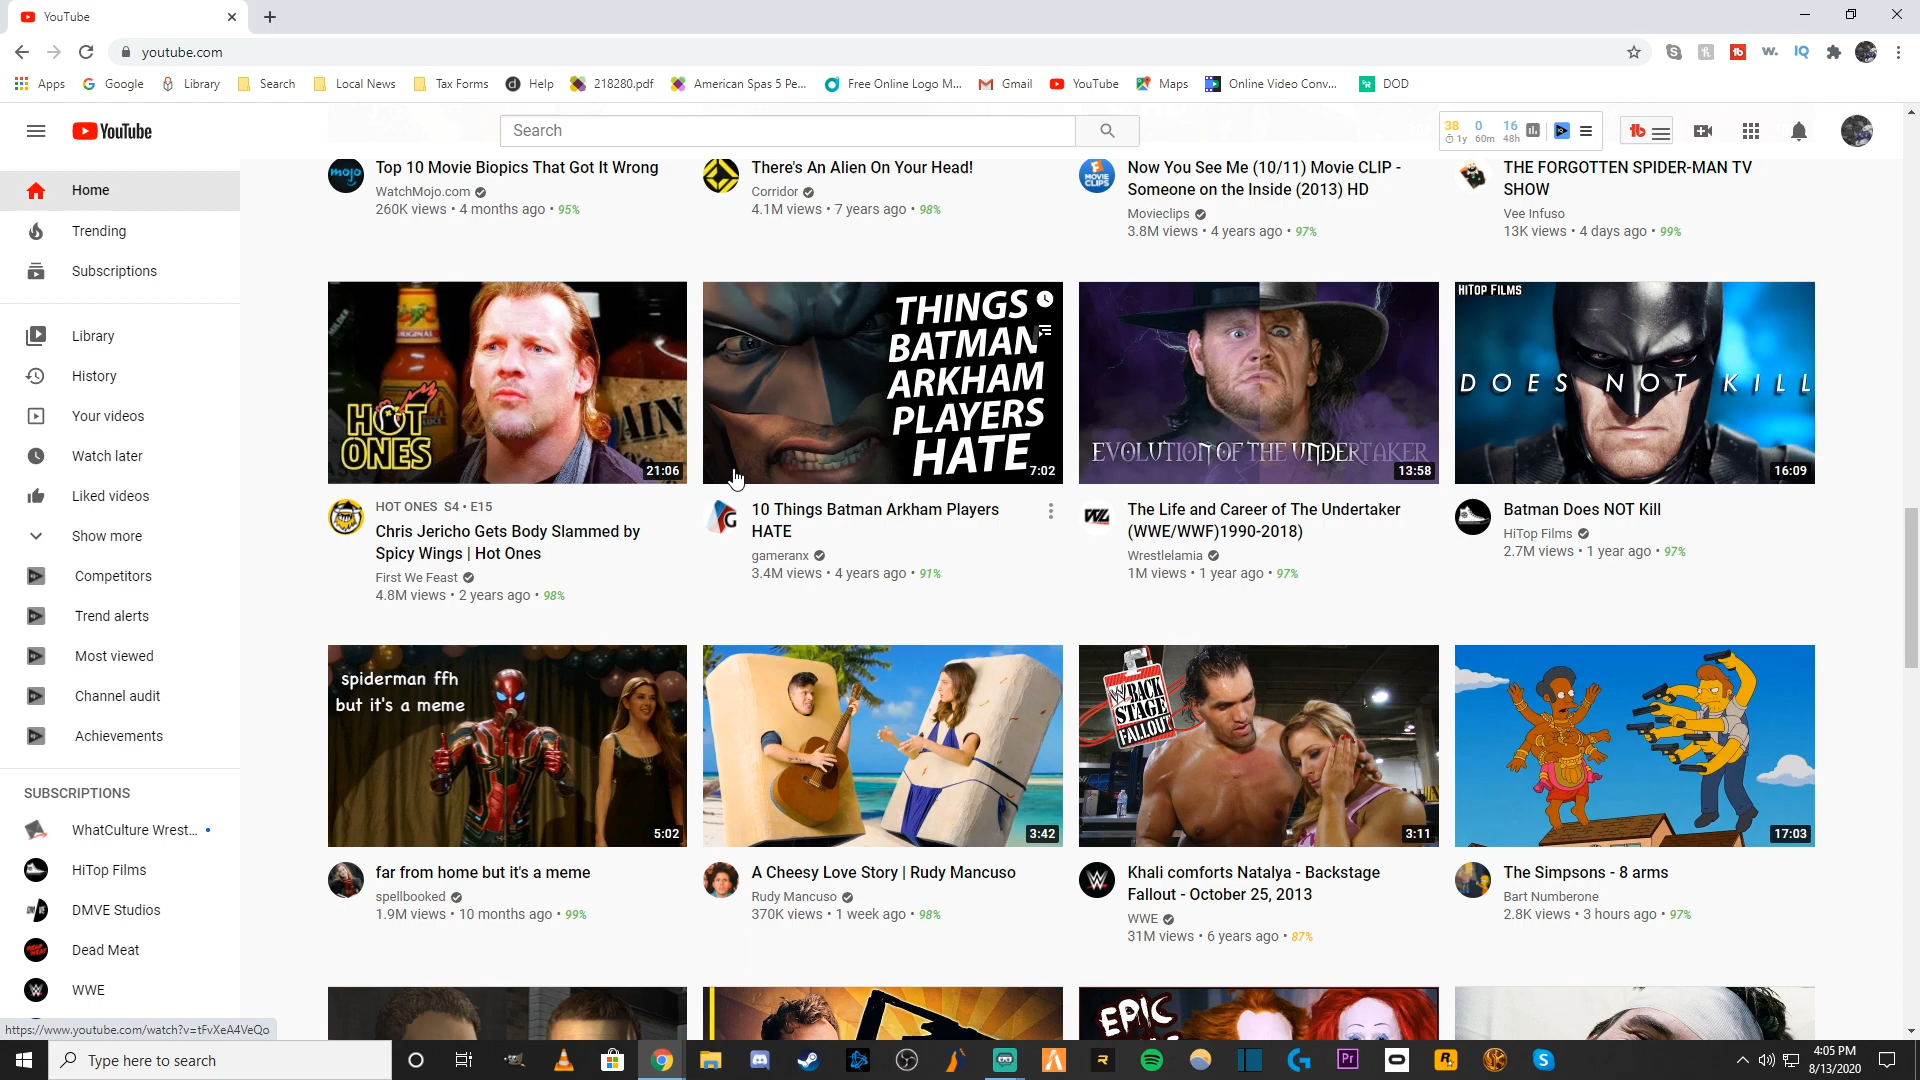 YouTube
youtube.com
Apps
Google
Library
Search
Local News
Tax Forms
Help
218280.pdf
American Spas 5 Pe...
Free Online Logo M...
Gmail
YouTube
Maps
Online Video Conv...
DOD
YouTube
Search
38 0 16
1y 60m 48h
Home
Trending
Subscriptions
Library
History
Your videos
Watch later
Liked videos
Show more
Competitors
Trend alerts
Most viewed
Channel audit
Achievements
SUBSCRIPTIONS
WhatCulture Wrest...
HiTop Films
DMVE Studios
Dead Meat
WWE
mojo
Top 10 Movie Biopics That Got It Wrong
WatchMojo.com
260K views • 4 months ago • 95%
There's An Alien On Your Head!
Corridor
4.1M views • 7 years ago • 98%
MOVIE CLIPS
Now You See Me (10/11) Movie CLIP -
Someone on the Inside (2013) HD
Movieclips
3.8M views • 4 years ago • 97%
THE FORGOTTEN SPIDER-MAN TV
SHOW
Vee Infuso
13K views • 4 days ago • 99%
ORIGINAL
HOT
ONES
21:06
HOT ONES S4 • E15
Chris Jericho Gets Body Slammed by
Spicy Wings | Hot Ones
First We Feast
4.8M views • 2 years ago • 98%
THINGS
BATMAN
ARKHAM
PLAYERS
HATE
7:02
10 Things Batman Arkham Players
HATE
gameranx
3.4M views • 4 years ago • 91%
EVOLUTION OF THE UNDERTAKER
13:58
The Life and Career of The Undertaker
(WWE/WWF)1990-2018)
Wrestlelamia
1M views • 1 year ago • 97%
HiTOP FILMS
DOES NOT KILL
16:09
Batman Does NOT Kill
HiTop Films
2.7M views • 1 year ago • 97%
spiderman ffh
but it's a meme
5:02
far from home but it's a meme
spellbooked
1.9M views • 10 months ago • 99%
3:42
A Cheesy Love Story | Rudy Mancuso
Rudy Mancuso
370K views • 1 week ago • 98%
BACK
STAGE
FALLOUT
3:11
Khali comforts Natalya - Backstage
Fallout - October 25, 2013
WWE
31M views • 6 years ago • 87%
17:03
The Simpsons - 8 arms
Bart Numberone
2.8K views • 3 hours ago • 97%
EPIC
https://www.youtube.com/watch?v=tFvXeA4VeQo
Type here to search
Pr
4:05 PM
8/13/2020